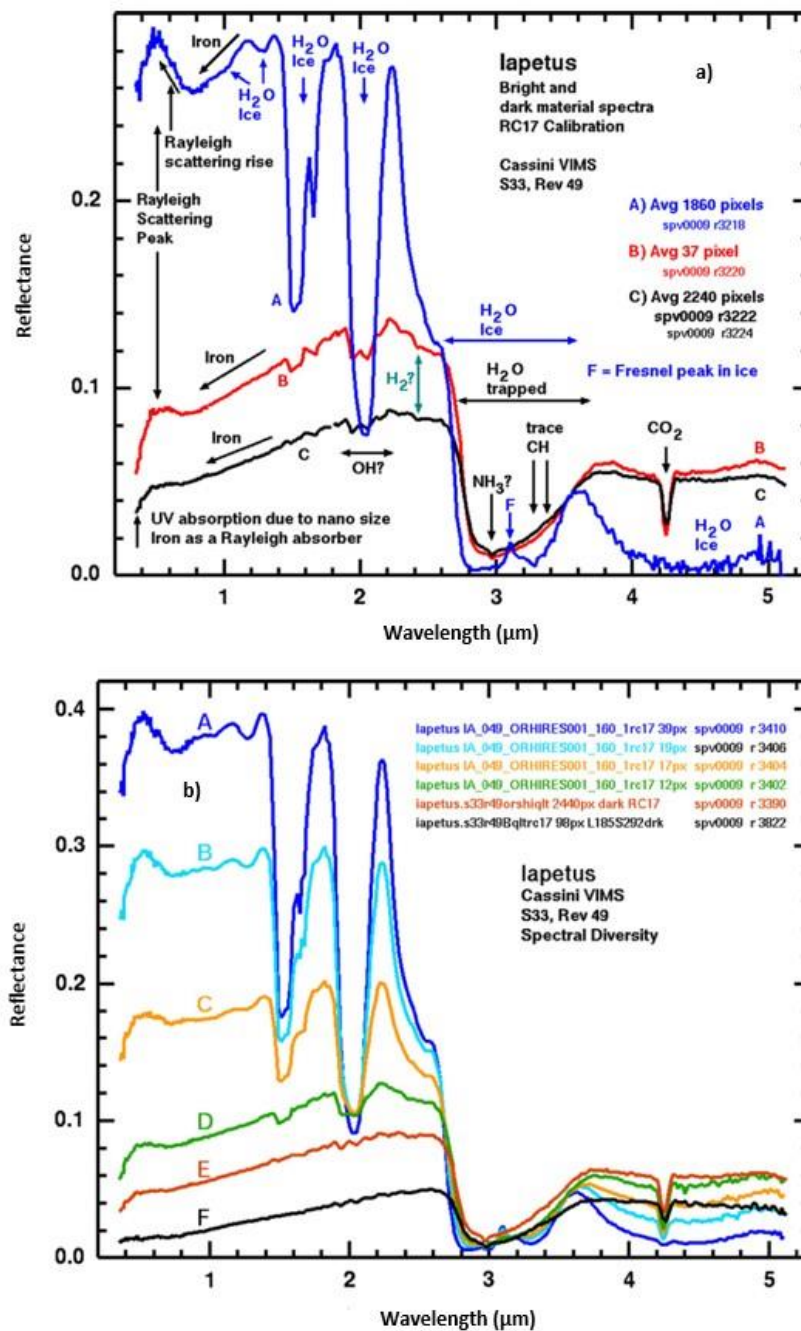 Iapetus
Bright and
dark material spectra
RC17 Calibration
Cassini VIMS
S33, Rev 49
a)
Iron
H2O
Ice
H2O
Ice
H2O
Ice
Rayleigh
scattering rise
Rayleigh
Scattering
Peak
A) Avg 1860 pixels
spv0009 r3218
B) Avg 37 pixel
spv0009 r3220
C) Avg 2240 pixels
spv0009 r3222
spv0009 r3224
A
H2O
Ice
F = Fresnel peak in ice
Iron
B
H2?
H2O
trapped
Iron
C
OH?
trace
CH
CO2
NH3?
F
B
C
UV absorption due to nano size
Iron as a Rayleigh absorber
H2O
Ice
A
0.2
0.1
0.0
Reflectance
1 2 3 4 5
Wavelength (μm)
0.4
0.3
0.2
0.1
0.0
Reflectance
b)
A
B
C
D
E
F
Iapetus IA_049_ORHIRES001_160_1rc17 39px spv0009 r 3410
Iapetus IA_049_ORHIRES001_160_1rc17 19px spv0009 r 3406
Iapetus IA_049_ORHIRES001_160_1rc17 17px spv0009 r 3404
Iapetus IA_049_ORHIRES001_160_1rc17 12px spv0009 r 3402
iapetus.s33r49orshiqlt 2440px dark RC17 spv0009 r 3390
iapetus.s33r49Bqltrc17 98px L185S292drk spv0009 r 3822
Iapetus
Cassini VIMS
S33, Rev 49
Spectral Diversity
1 2 3 4 5
Wavelength (μm)